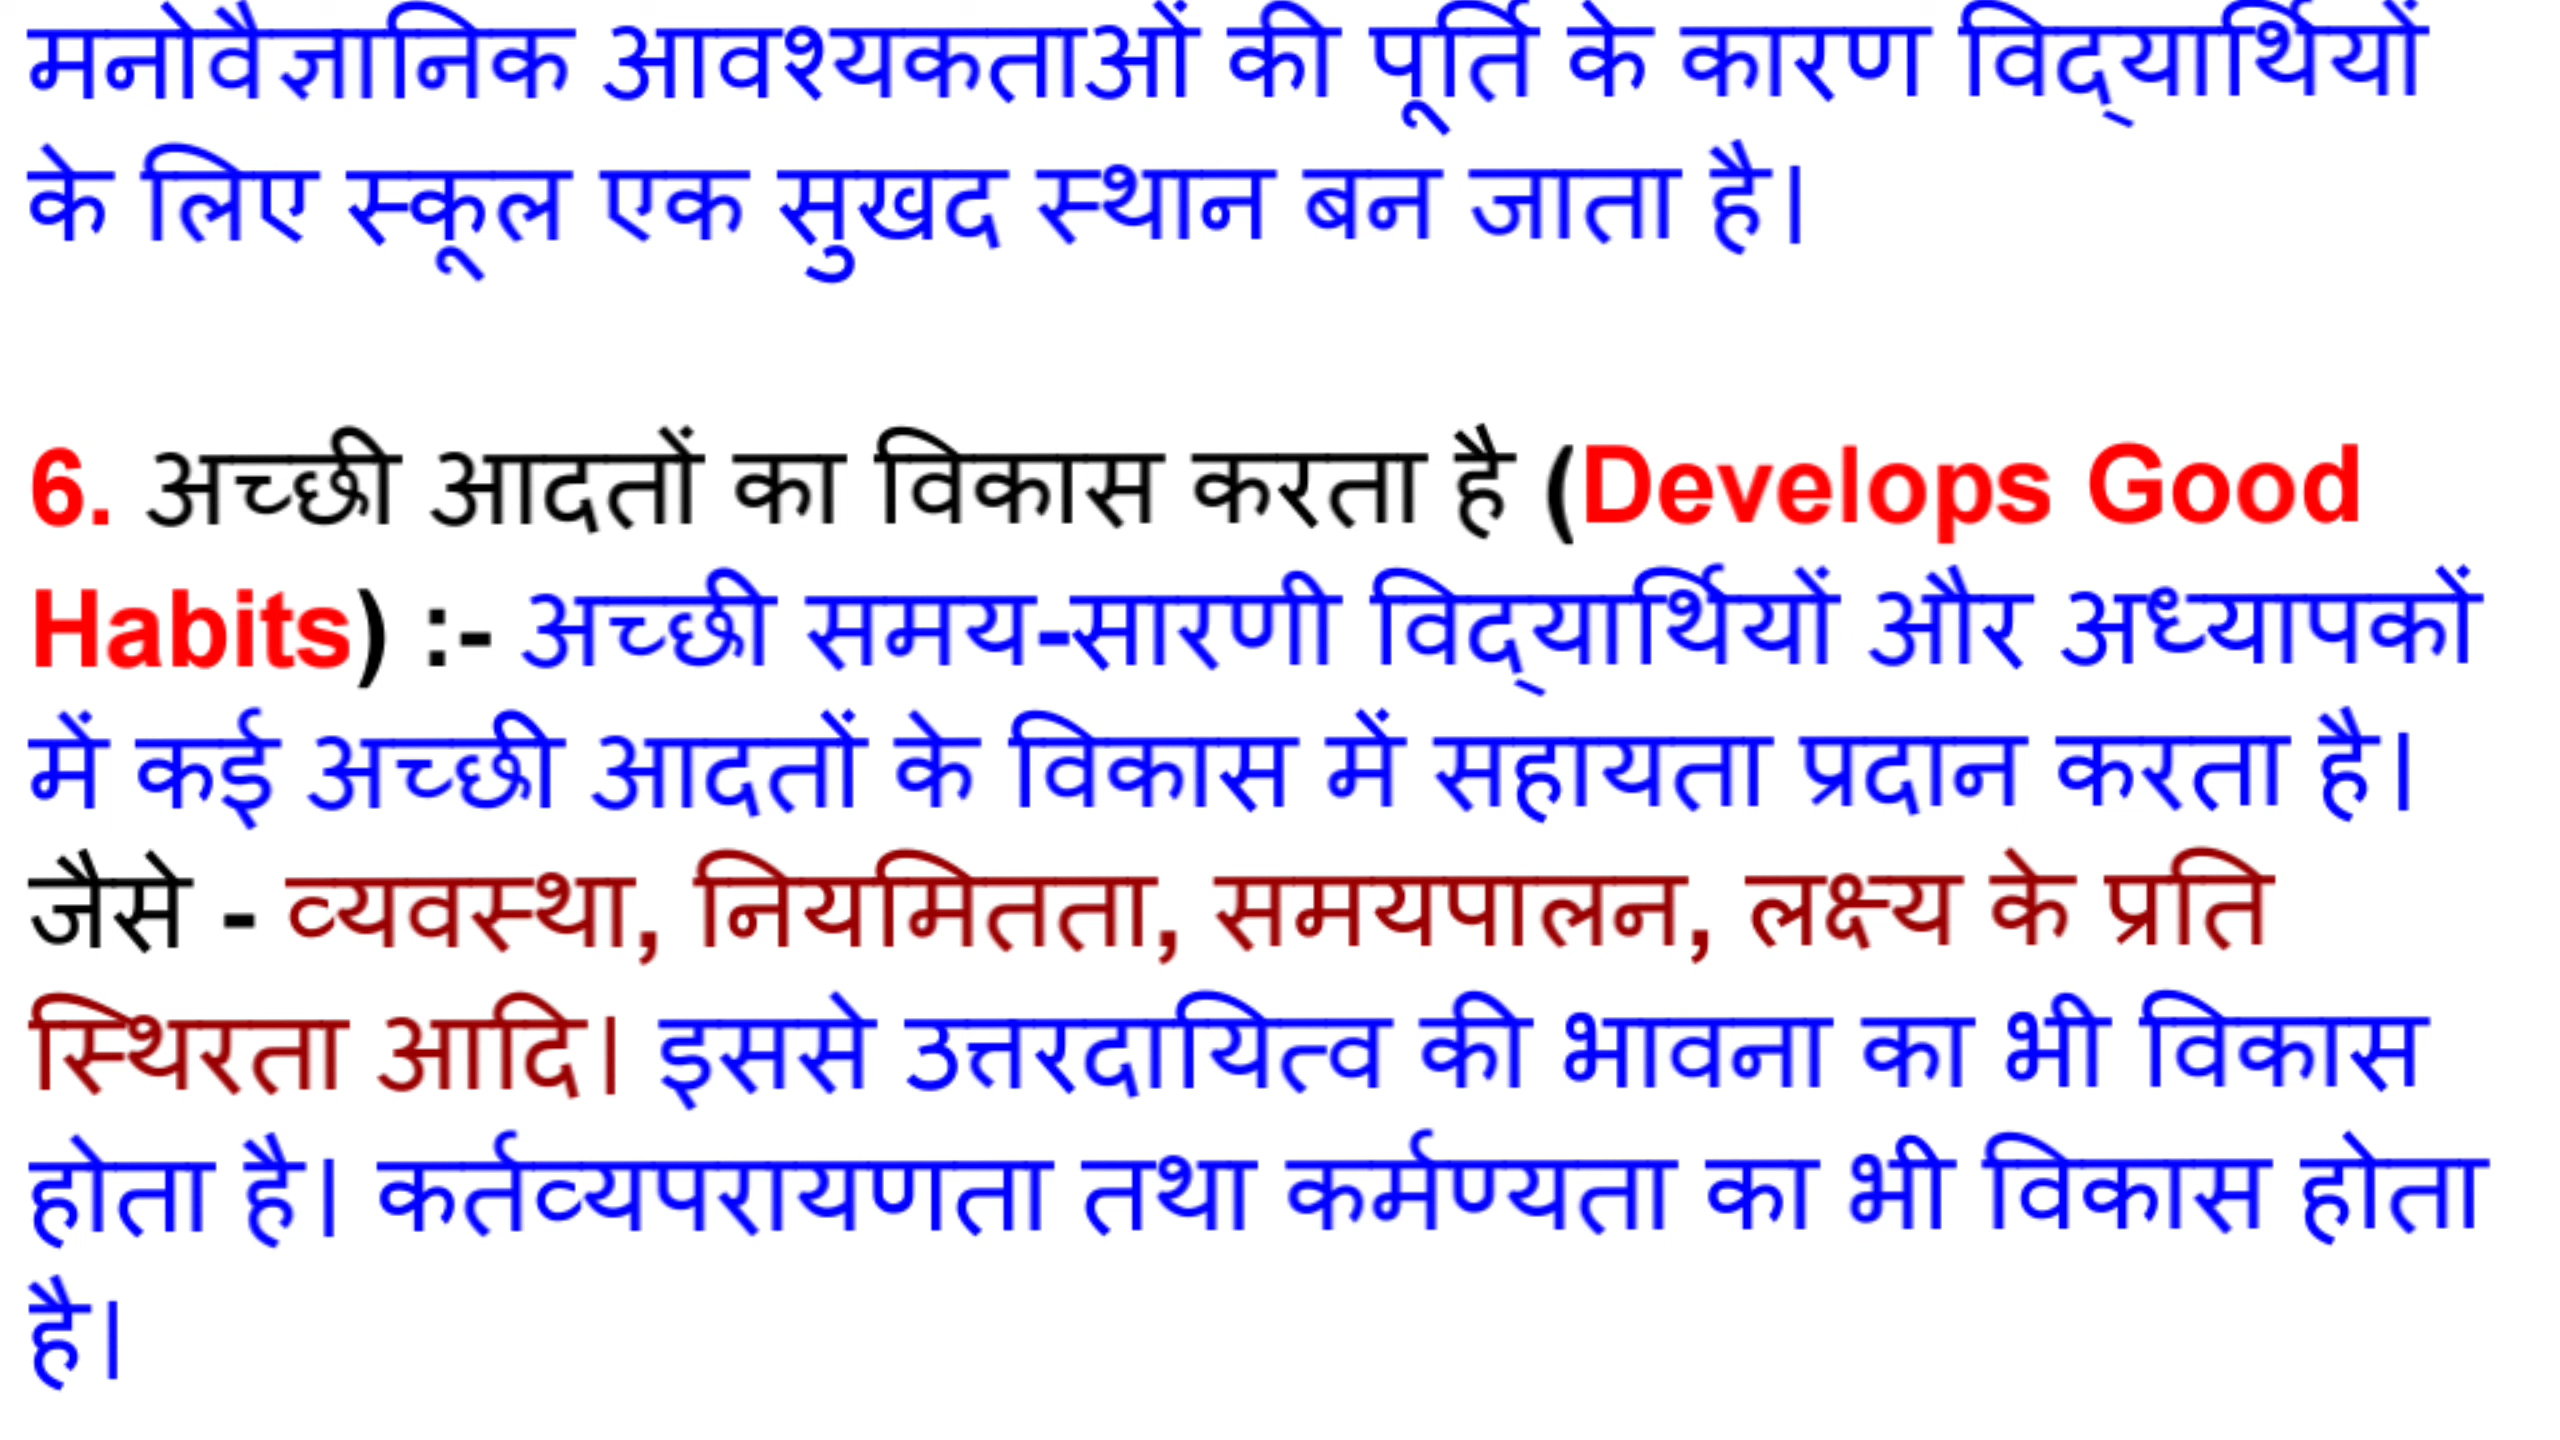 मनोवैज्ञानिक आवश्यकताओं की पूर्ति के कारण विद्यार्थियों
के लिए स्कूल एक सुखद स्थान बन जाता है।
6. अच्छी आदतों का विकास करता है (Develops Good
Habits) :- अच्छी समय-सारणी विद्यार्थियों और अध्यापकों
में कई अच्छी आदतों के विकास में सहायता प्रदान करता है।
जैसे - व्यवस्था, नियमितता, समयपालन, लक्ष्य के प्रति
स्थिरता आदि। इससे उत्तरदायित्व की भावना का भी विकास
होता है। कर्तव्यपरायणता तथा कर्मण्यता का भी विकास होता
है।